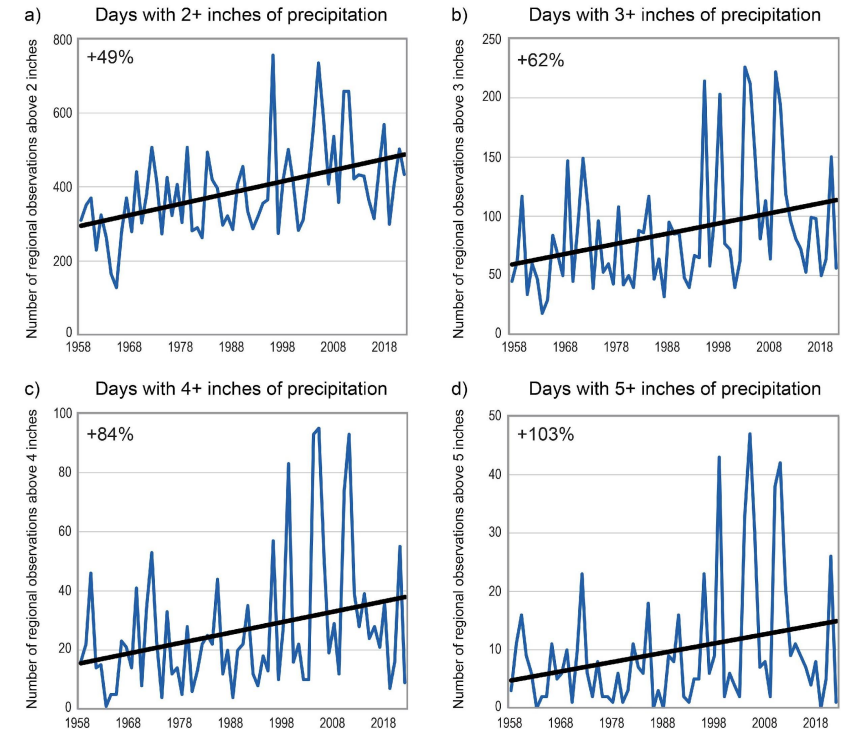 a) Days with 2+ inches of precipitation
Number of regional observations above 2 inches
+49%
800
600
400
200
0
1958 1968 1978 1988 1998 2008 2018
b) Days with 3+ inches of precipitation
Number of regional observations above 3 inches
+62%
250
200
150
100
50
0
1958 1968 1978 1988 1998 2008 2018
c) Days with 4+ inches of precipitation
Number of regional observations above 4 inches
+84%
100
80
60
40
20
0
1958 1968 1978 1988 1998 2008 2018
d) Days with 5+ inches of precipitation
Number of regional observations above 5 inches
+103%
50
40
30
20
10
0
1958 1968 1978 1988 1998 2008 2018